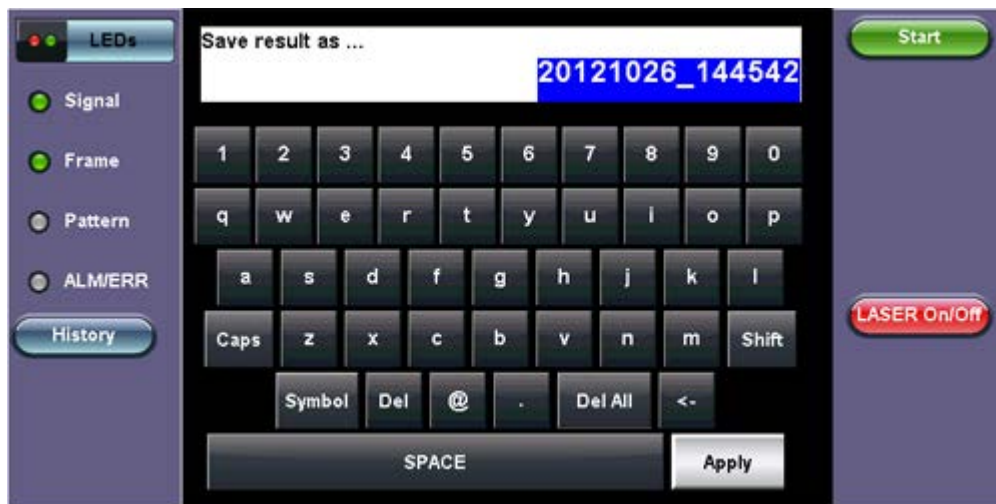 LEDs
Signal
Frame
Pattern
ALM/ERR
History
Save result as ...
20121026_144542
1 2 3 4 5 6 7 8 9 0
q w e r t y u i o p
a s d f g h j k l
Caps z x c b v n m Shift
Symbol Del @ . Del All <-
SPACE Apply
Start
LASER On/Off